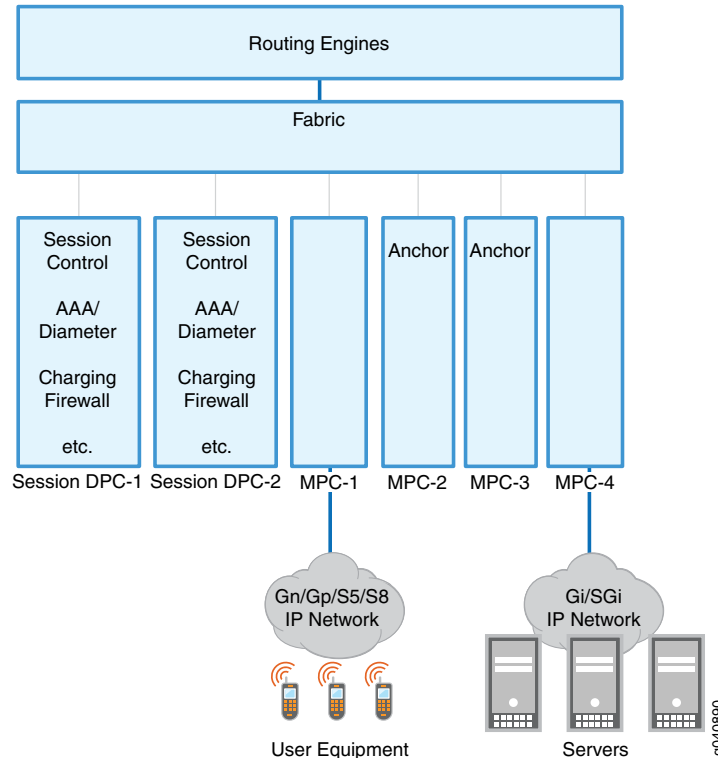 Routing Engines
Fabric
Session
Control
AAA/
Diameter
Charging
Firewall
etc.
Session
Control
AAA/
Diameter
Charging
Firewall
etc.
Anchor
Anchor
Session DPC-1
Session DPC-2
MPC-1
MPC-2
MPC-3
MPC-4
Gn/Gp/S5/S8
IP Network
Gi/SGi
IP Network
User Equipment
Servers
g040890